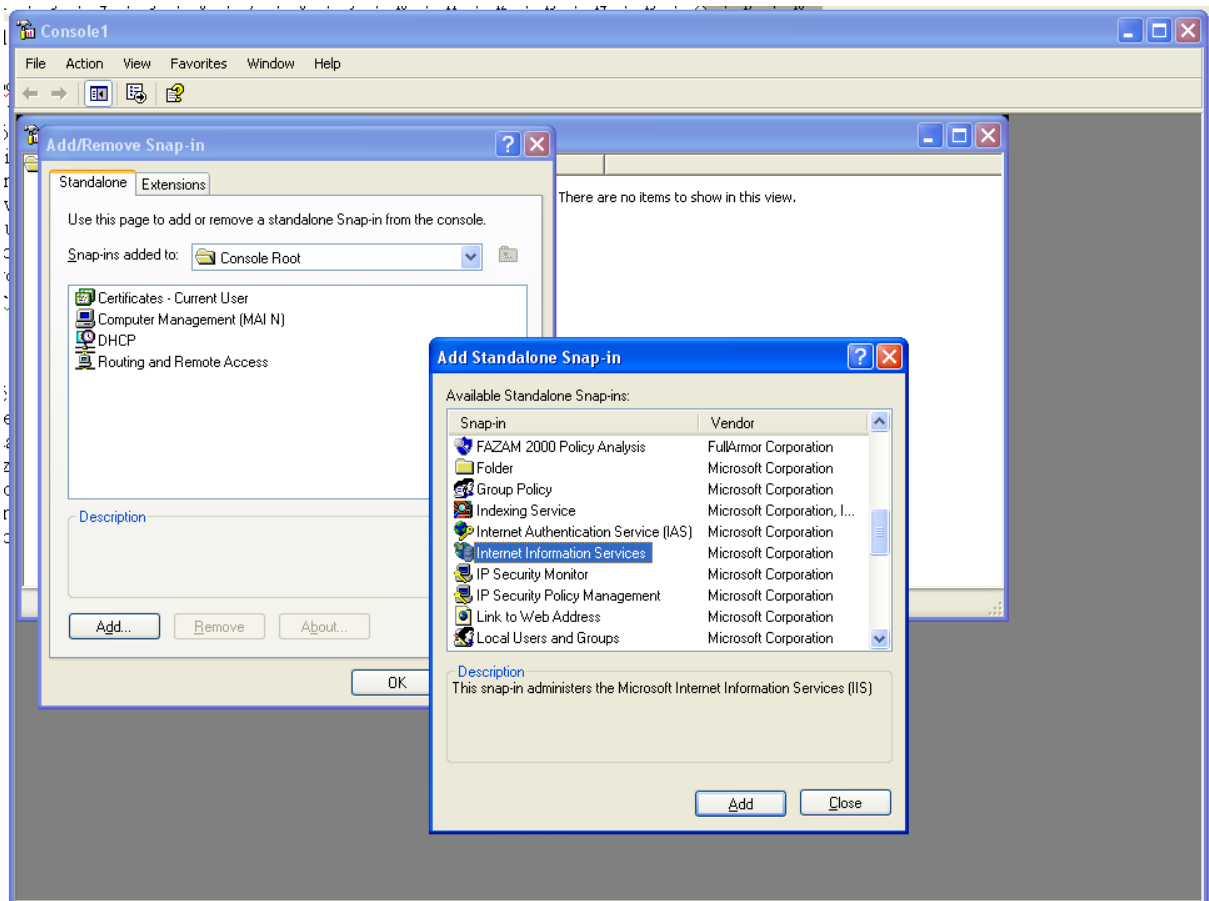 Console1
File Action View Favorites Window Help
Add/Remove Snap-in
Standalone Extensions
There are no items to show in this view.
Use this page to add or remove a standalone Snap-in from the console.
Snap-ins added to: Console Root
Certificates - Current User
Computer Management (MAI N)
DHCP
Routing and Remote Access
Description
Add... Remove About...
OK
Add Standalone Snap-in
Available Standalone Snap-ins:
Snap-in Vendor
FAZAM 2000 Policy Analysis FullArmor Corporation
Folder Microsoft Corporation
Group Policy Microsoft Corporation
Indexing Service Microsoft Corporation, I...
Internet Authentication Service (IAS) Microsoft Corporation
Internet Information Services Microsoft Corporation
IP Security Monitor Microsoft Corporation
IP Security Policy Management Microsoft Corporation
Link to Web Address Microsoft Corporation
Local Users and Groups Microsoft Corporation
Description
This snap-in administers the Microsoft Internet Information Services (IIS)
Add Close